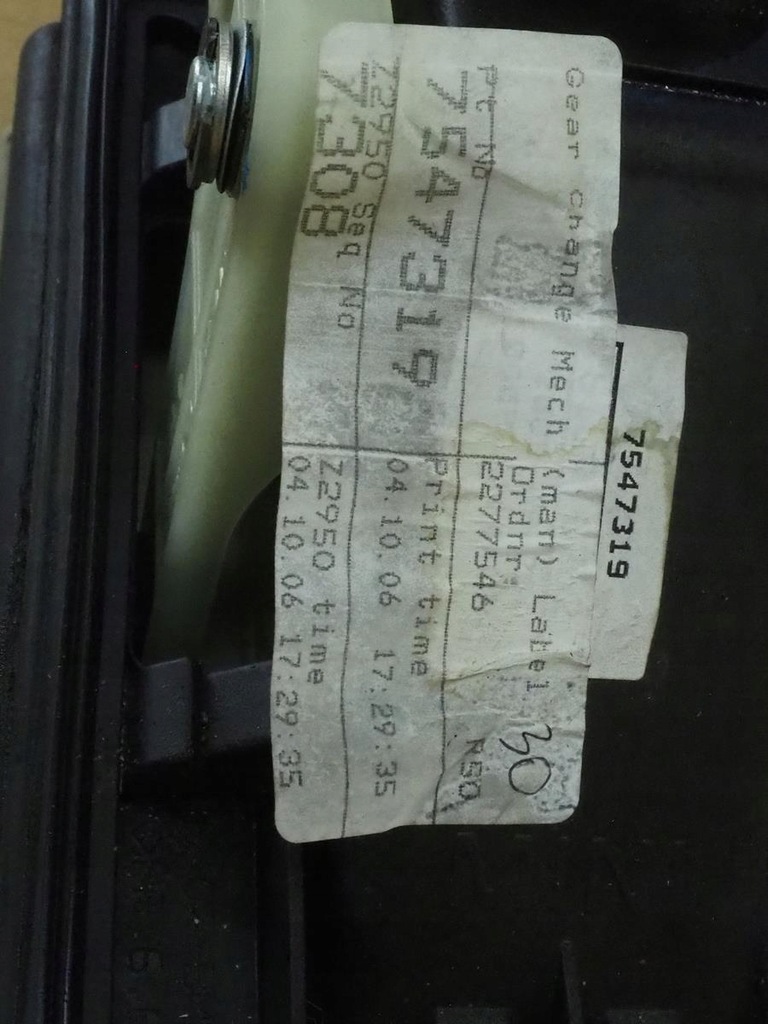 Gear change Mech (man) Label
Pt No
Ordnr
7547319
2277546
R50
30
Print time
04.10.06 17:29:35
Z2950 Seq No
7308
Z2950 time
04.10.06 17:29:35
7547319